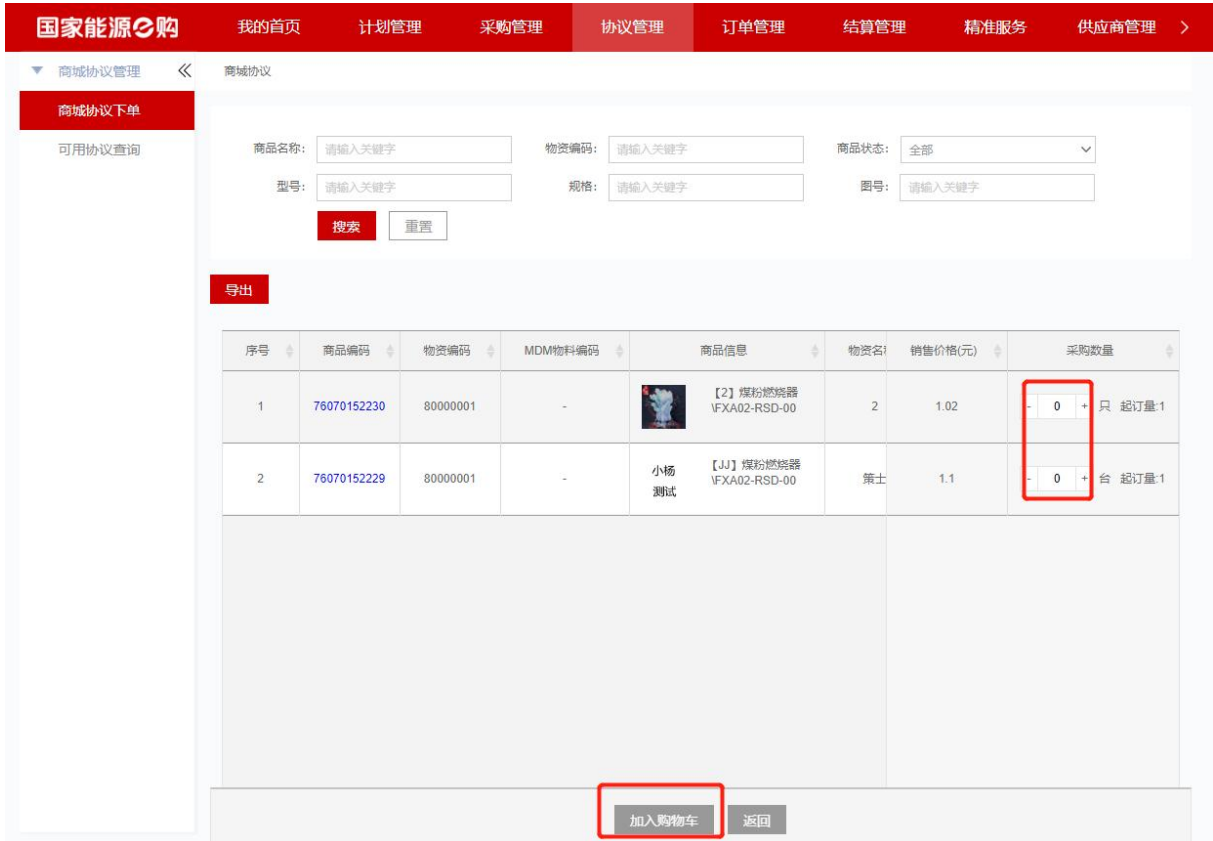 国家能源e购 我的首页 计划管理 采购管理 协议管理 订单管理 结算管理 精准服务 供应商管理
商城协议管理 商城协议
商城协议下单
可用协议查询
商品名称: 请输入关键字 物资编码: 请输入关键字 商品状态: 全部
型号: 请输入关键字 规格: 请输入关键字 图号: 请输入关键字
搜索 重置
导出
序号 商品编码 物资编码 MDM物料编码 商品信息 物资名 销售价格(元) 采购数量
1 76070152230 80000001 - 【2】煤粉燃烧器 2 1.02 - 0 + 只 起订量:1
\FXA02-RSD-00
2 76070152229 80000001 - 小杨 【JJ】煤粉燃烧器 策士 1.1 - 0 + 台 起订量:1
测试 \FXA02-RSD-00
加入购物车 返回